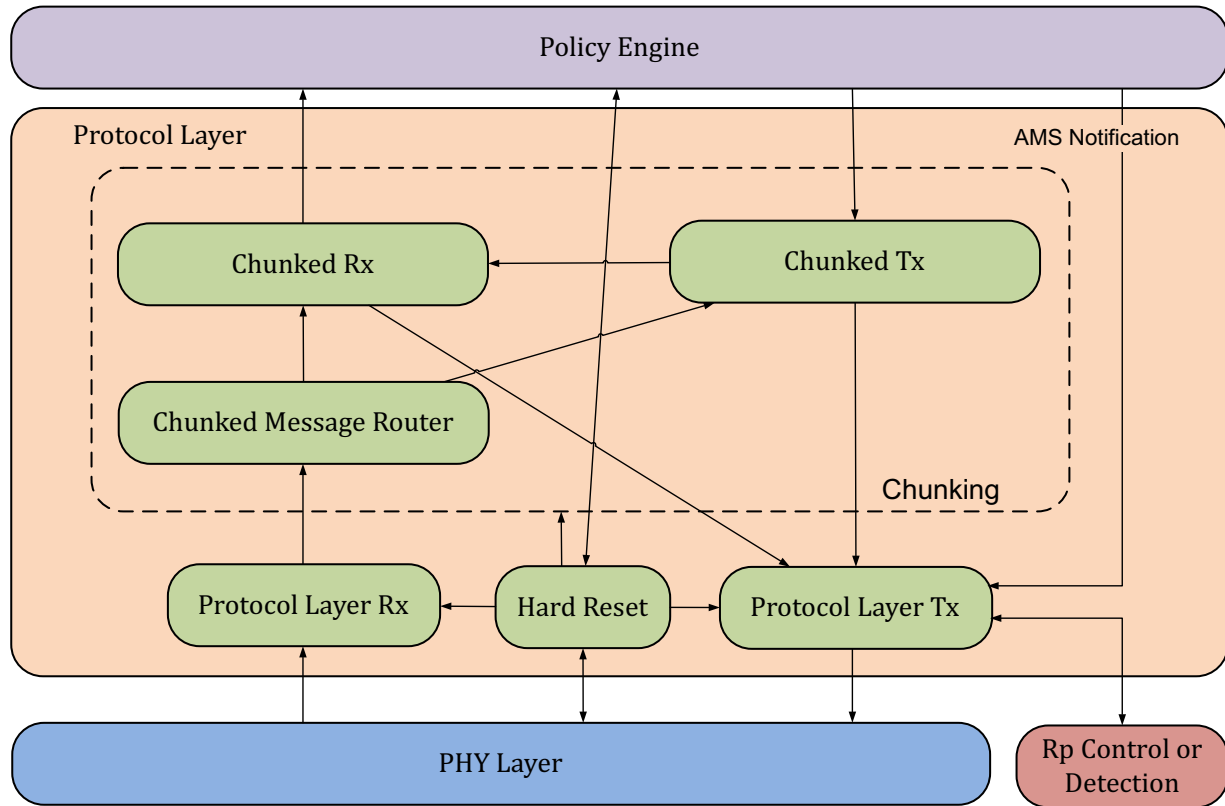 Policy Engine
Protocol Layer
AMS Notification
Chunked Rx
Chunked Tx
Chunked Message Router
Chunking
Protocol Layer Rx
Hard Reset
Protocol Layer Tx
PHY Layer
Rp Control or
Detection